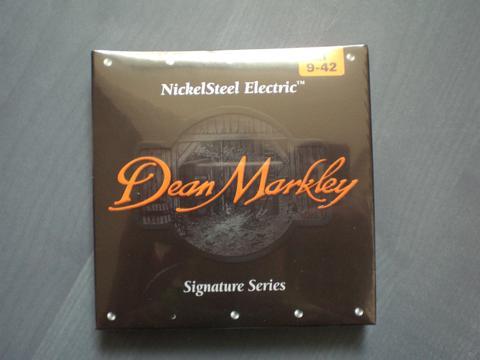 9-42
NickelSteel Electric™
Dean Markley
Signature Series